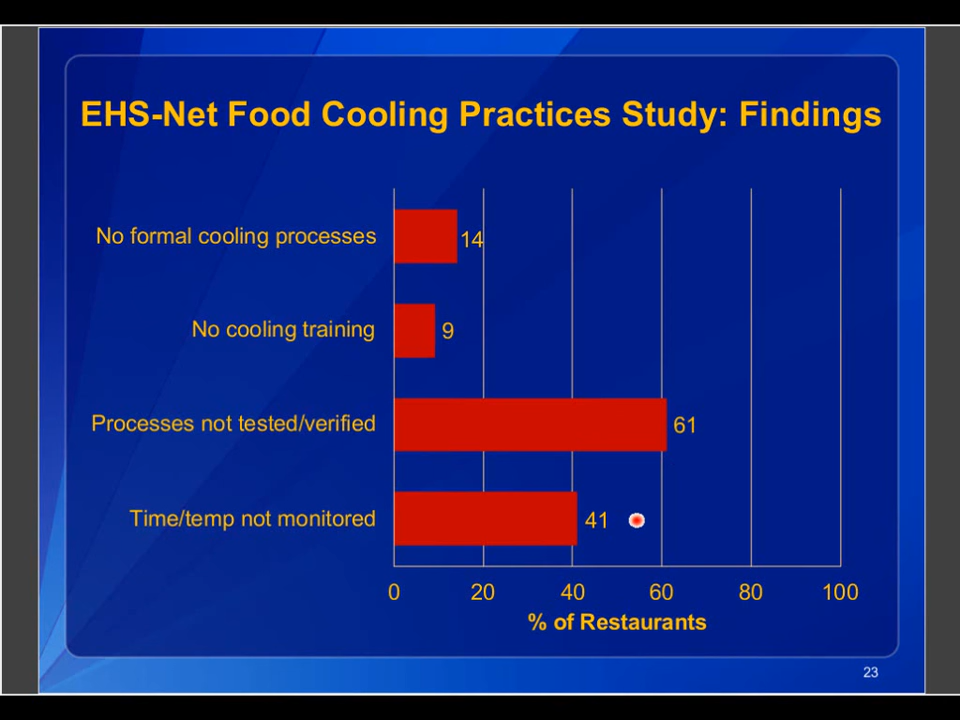 EHS-Net Food Cooling Practices Study: Findings
No formal cooling processes 14
No cooling training 9
Processes not tested/verified 61
Time/temp not monitored 41
0 20 40 60 80 100
% of Restaurants
23